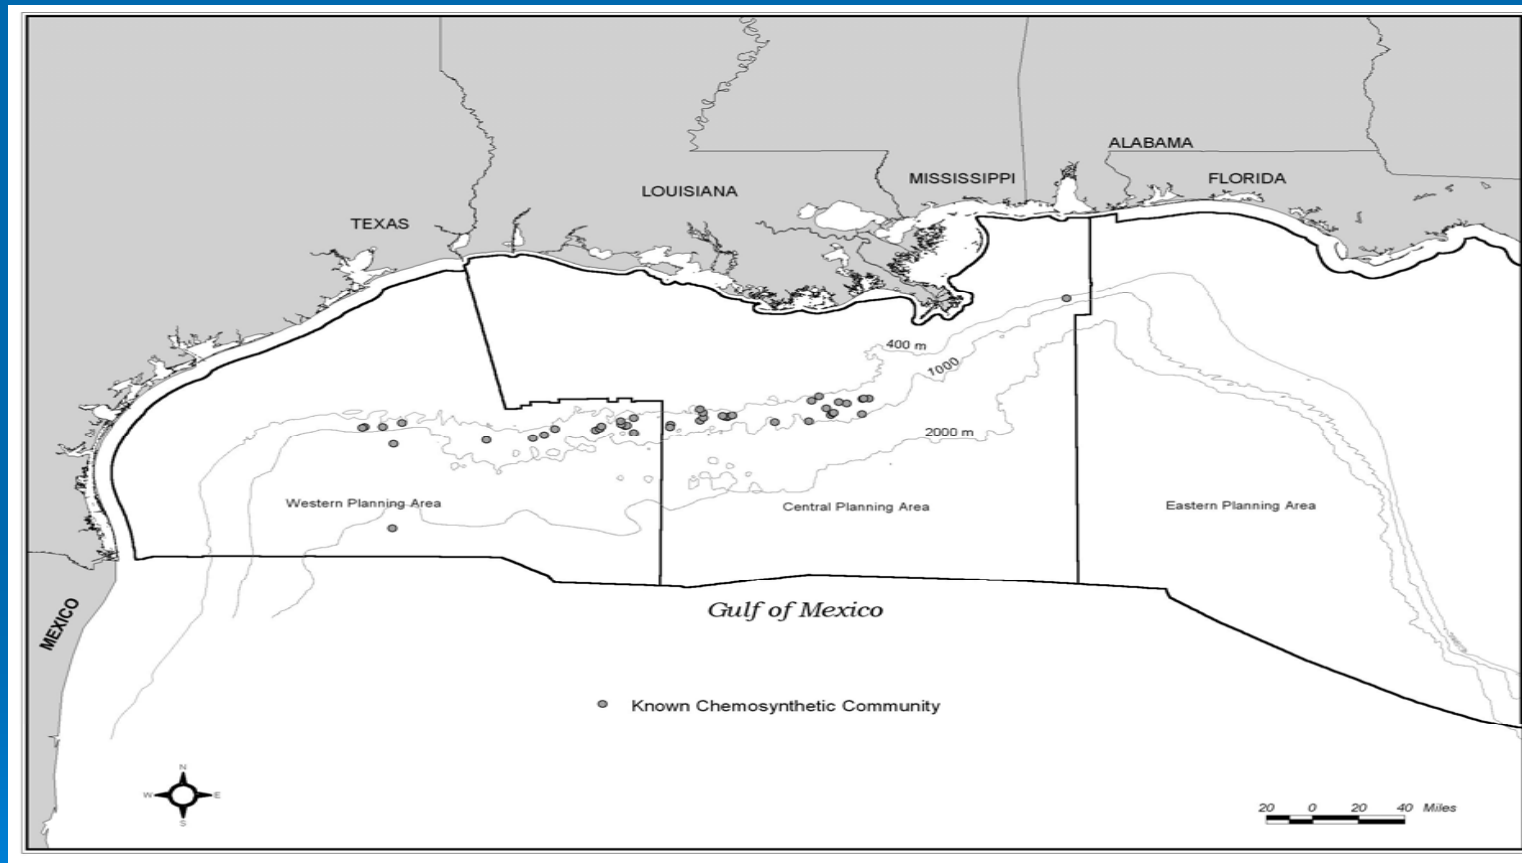 ALABAMA
MISSISSIPPI
FLORIDA
LOUISIANA
TEXAS
400 m
1000
2000 m
Western Planning Area
Central Planning Area
Eastern Planning Area
MEXICO
Gulf of Mexico
Known Chemosynthetic Community
N
W
E
S
20 0 20 40 Miles